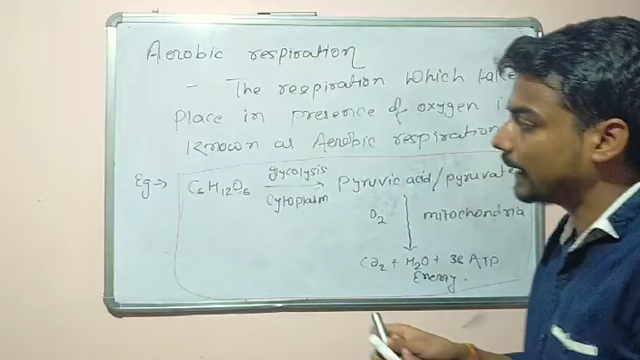 Aerobic respiration
- The respiration which take
place in presence of oxygen i
known as Aerobic respiration
Eg→ C6H12O6 glycolysis → cytoplasm Pyruvic acid/pyruvate
O2 ↓ mitochondria
CO2 + H2O + 38 ATP
Energy.